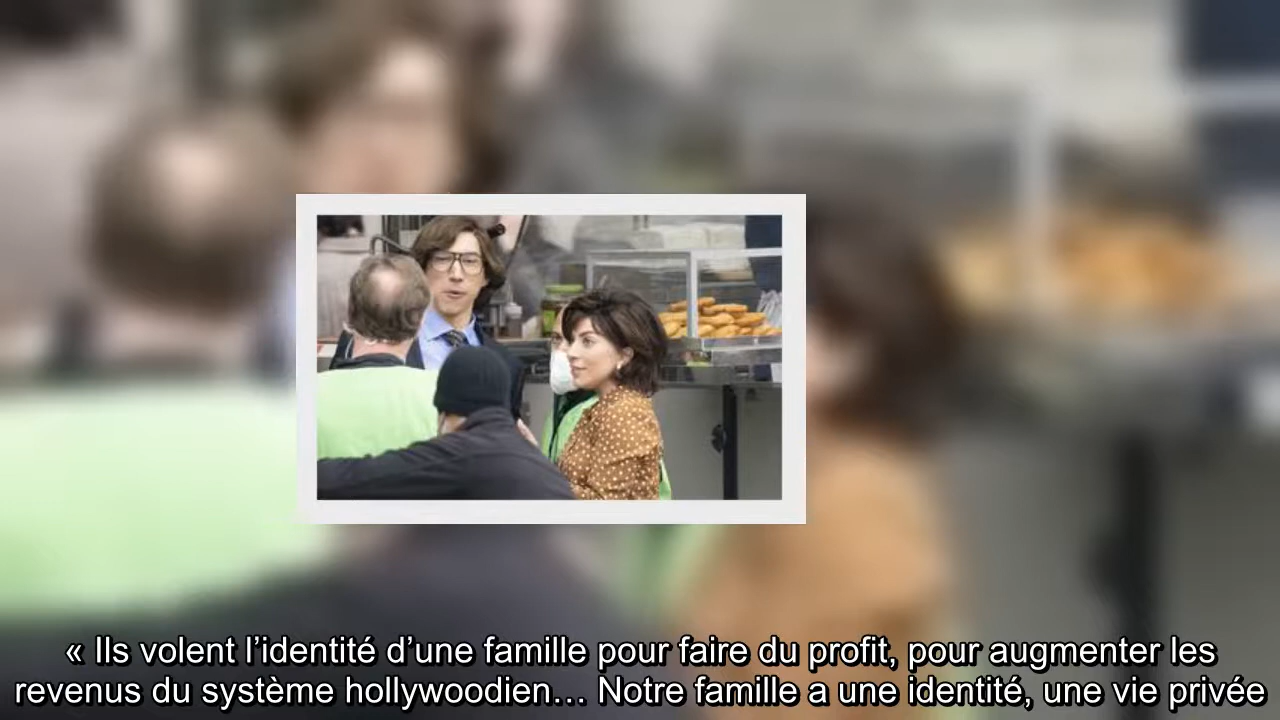 « Ils volent l’identité d’une famille pour faire du profit, pour augmenter les
revenus du système hollywoodien… Notre famille a une identité, une vie privée